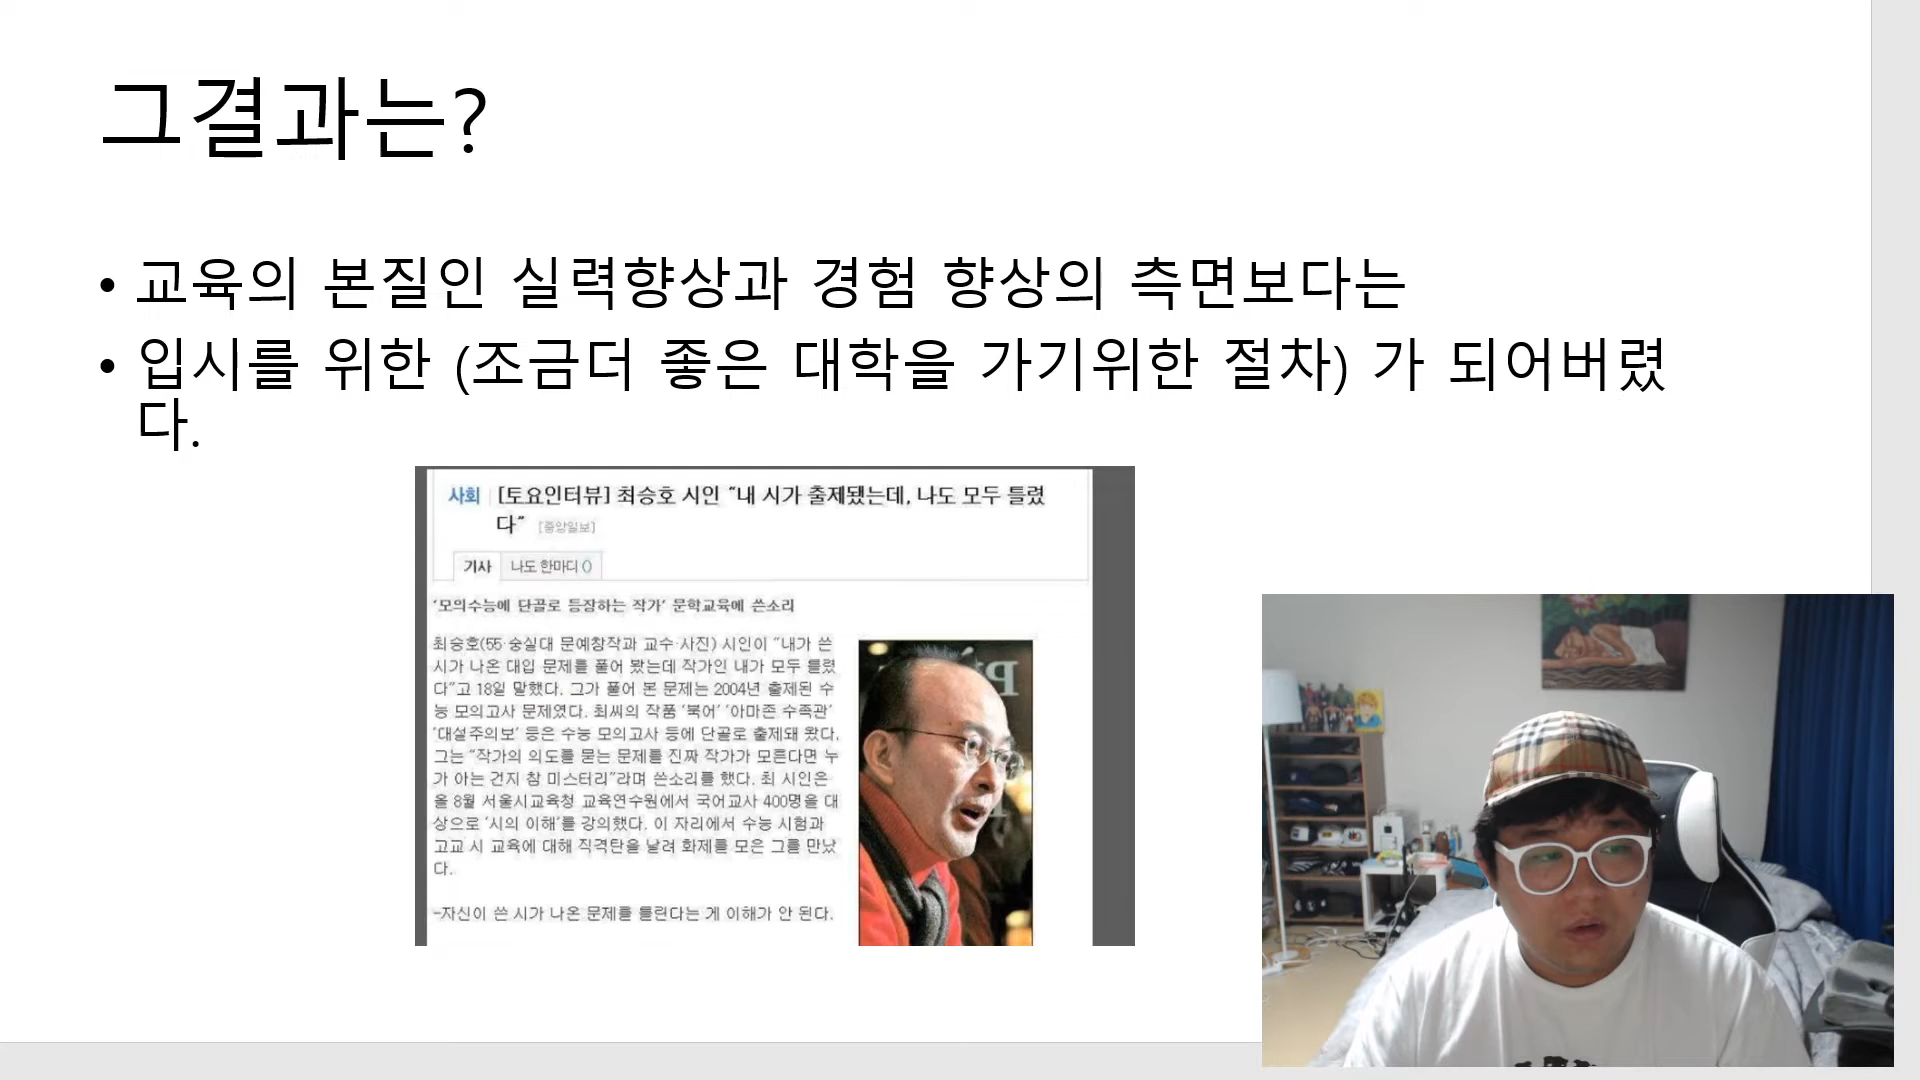 그결과는?
• 교육의 본질인 실력향상과 경험 향상의 측면보다는
• 입시를 위한 (조금더 좋은 대학을 가기위한 절차) 가 되어버렸
다.
사회 [토요인터뷰] 최승호 시인 “내 시가 출제됐는데, 나도 모두 틀렸
다” [중앙일보]
기사 나도 한마디 0
‘모의수능에 단골로 등장하는 작가’ 문학교육에 쓴소리
최승호(55·숭실대 문예창작과 교수·사진) 시인이 “내가 쓴
시가 나온 대입 문제를 풀어 봤는데 작가인 내가 모두 틀렸
다”고 18일 말했다. 그가 풀어 본 문제는 2004년 출제된 수
능 모의고사 문제였다. 최씨의 작품 ‘북어’ ‘아마존 수족관’
‘대설주의보’ 등은 수능 모의고사 등에 단골로 출제돼 왔다.
그는 “작가의 의도를 묻는 문제를 진짜 작가가 모른다면 누
가 아는 건지 참 미스터리”라며 쓴소리를 했다. 최 시인은
올 8월 서울시교육청 교육연수원에서 국어교사 400명을 대
상으로 ‘시의 이해’를 강의했다. 이 자리에서 수능 시험과
고교 시 교육에 대해 직격탄을 날려 화제를 모은 그를 만났
다.
-자신이 쓴 시가 나온 문제를 틀린다는 게 이해가 안 된다.